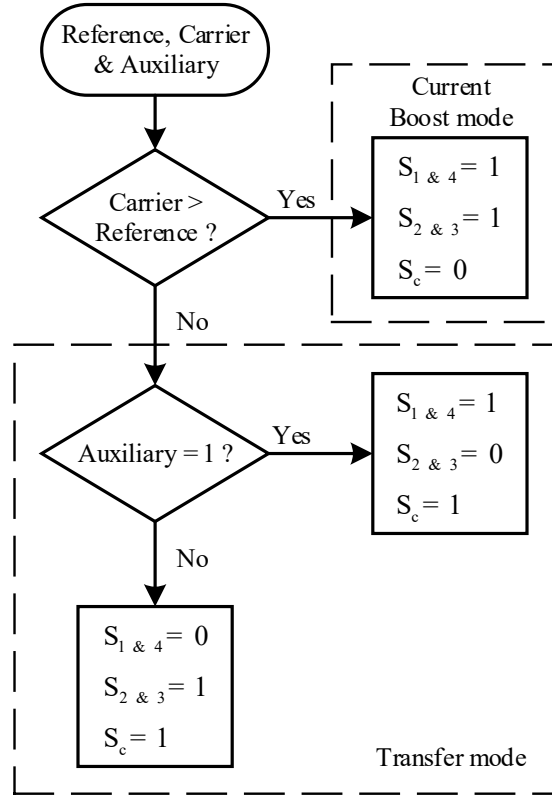 Reference, Carrier
& Auxiliary
Current
Boost mode
Carrier >
Reference ?
Yes
S1 & 4 = 1
S2 & 3 = 1
Sc = 0
No
Auxiliary = 1 ?
Yes
S1 & 4 = 1
S2 & 3 = 0
Sc = 1
No
S1 & 4 = 0
S2 & 3 = 1
Sc = 1
Transfer mode